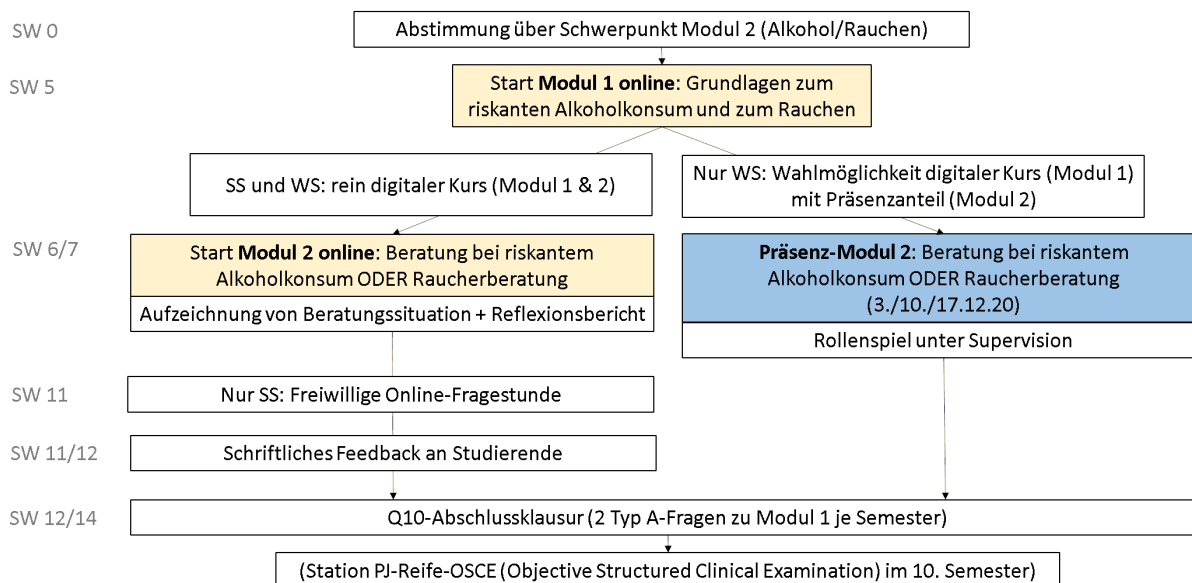 SW 0
Abstimmung über Schwerpunkt Modul 2 (Alkohol/Rauchen)
SW 5
Start Modul 1 online: Grundlagen zum
riskanten Alkoholkonsum und zum Rauchen
SS und WS: rein digitaler Kurs (Modul 1 & 2)
Nur WS: Wahlmöglichkeit digitaler Kurs (Modul 1)
mit Präsenzanteil (Modul 2)
SW 6/7
Start Modul 2 online: Beratung bei riskantem
Alkoholkonsum ODER Raucherberatung
Aufzeichnung von Beratungssituation + Reflexionsbericht
Präsenz-Modul 2: Beratung bei riskantem
Alkoholkonsum ODER Raucherberatung
(3./10./17.12.20)
Rollenspiel unter Supervision
SW 11
Nur SS: Freiwillige Online-Fragestunde
SW 11/12
Schriftliches Feedback an Studierende
SW 12/14
Q10-Abschlussklausur (2 Typ A-Fragen zu Modul 1 je Semester)
(Station PJ-Reife-OSCE (Objective Structured Clinical Examination) im 10. Semester)